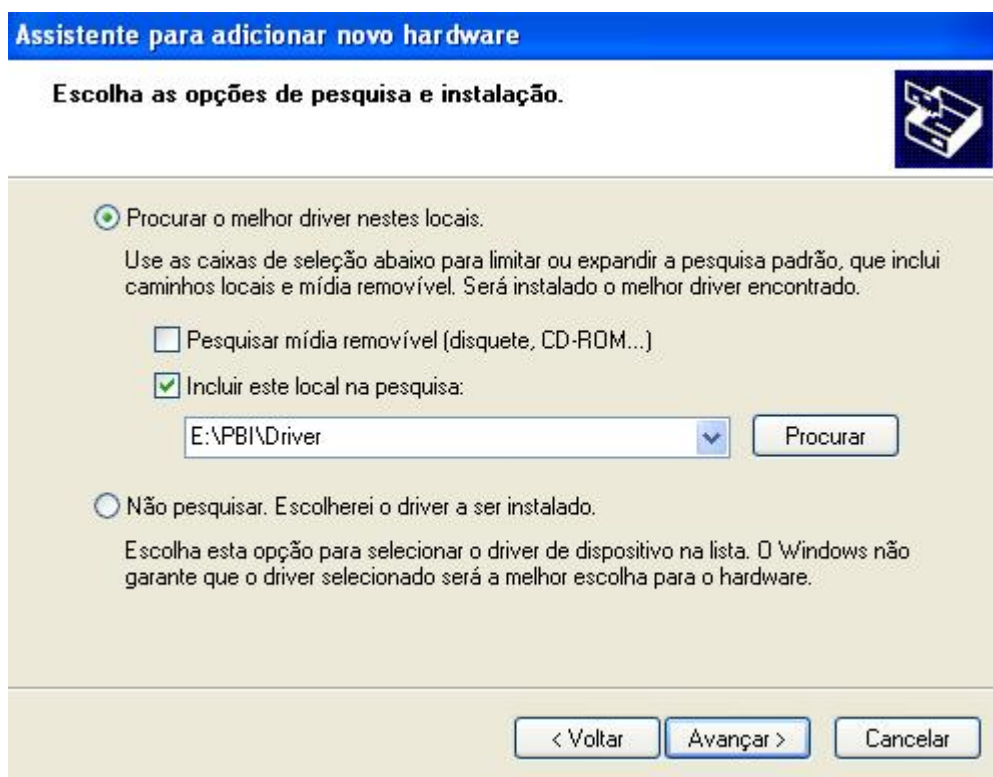 Assistente para adicionar novo hardware
Escolha as opções de pesquisa e instalação.
Procurar o melhor driver nestes locais.
Use as caixas de seleção abaixo para limitar ou expandir a pesquisa padrão, que inclui
caminhos locais e mídia removível. Será instalado o melhor driver encontrado.
Pesquisar mídia removível (disquete, CD-ROM...)
Incluir este local na pesquisa:
E:\PBI\Driver
Procurar
Não pesquisar. Escolherei o driver a ser instalado.
Escolha esta opção para selecionar o driver de dispositivo na lista. O Windows não
garante que o driver selecionado será a melhor escolha para o hardware.
< Voltar
Avançar >
Cancelar